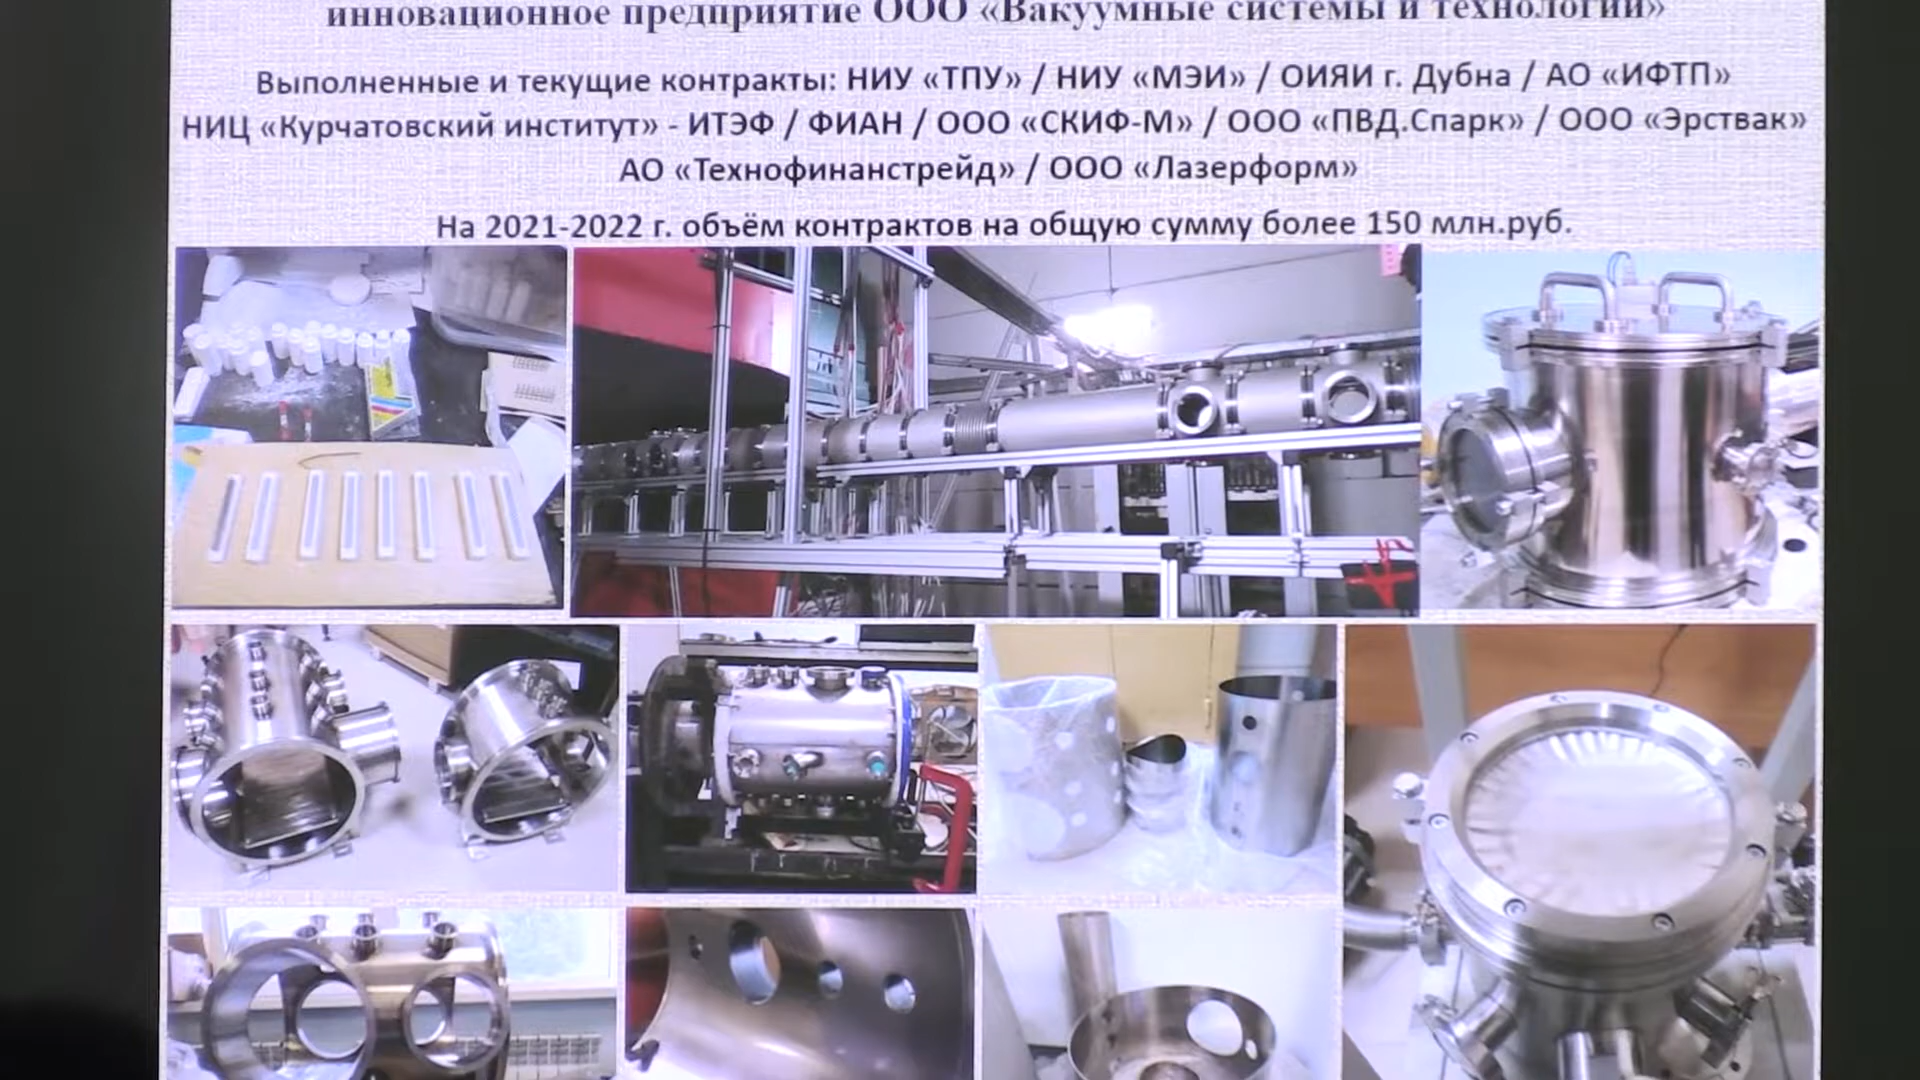 инновационное предприятие ООО «Вакуумные системы и технологии»
Выполненные и текущие контракты: НИУ «ТПУ» / НИУ «МЭИ» / ОИЯИ г. Дубна / АО «ИФТП»
НИЦ «Курчатовский институт» - ИТЭФ / ФИАН / ООО «СКИФ-М» / ООО «ПВД.Спарк» / ООО «Эрствак»
АО «Технофинанстрейд» / ООО «Лазерформ»
На 2021-2022 г. объём контрактов на общую сумму более 150 млн.руб.